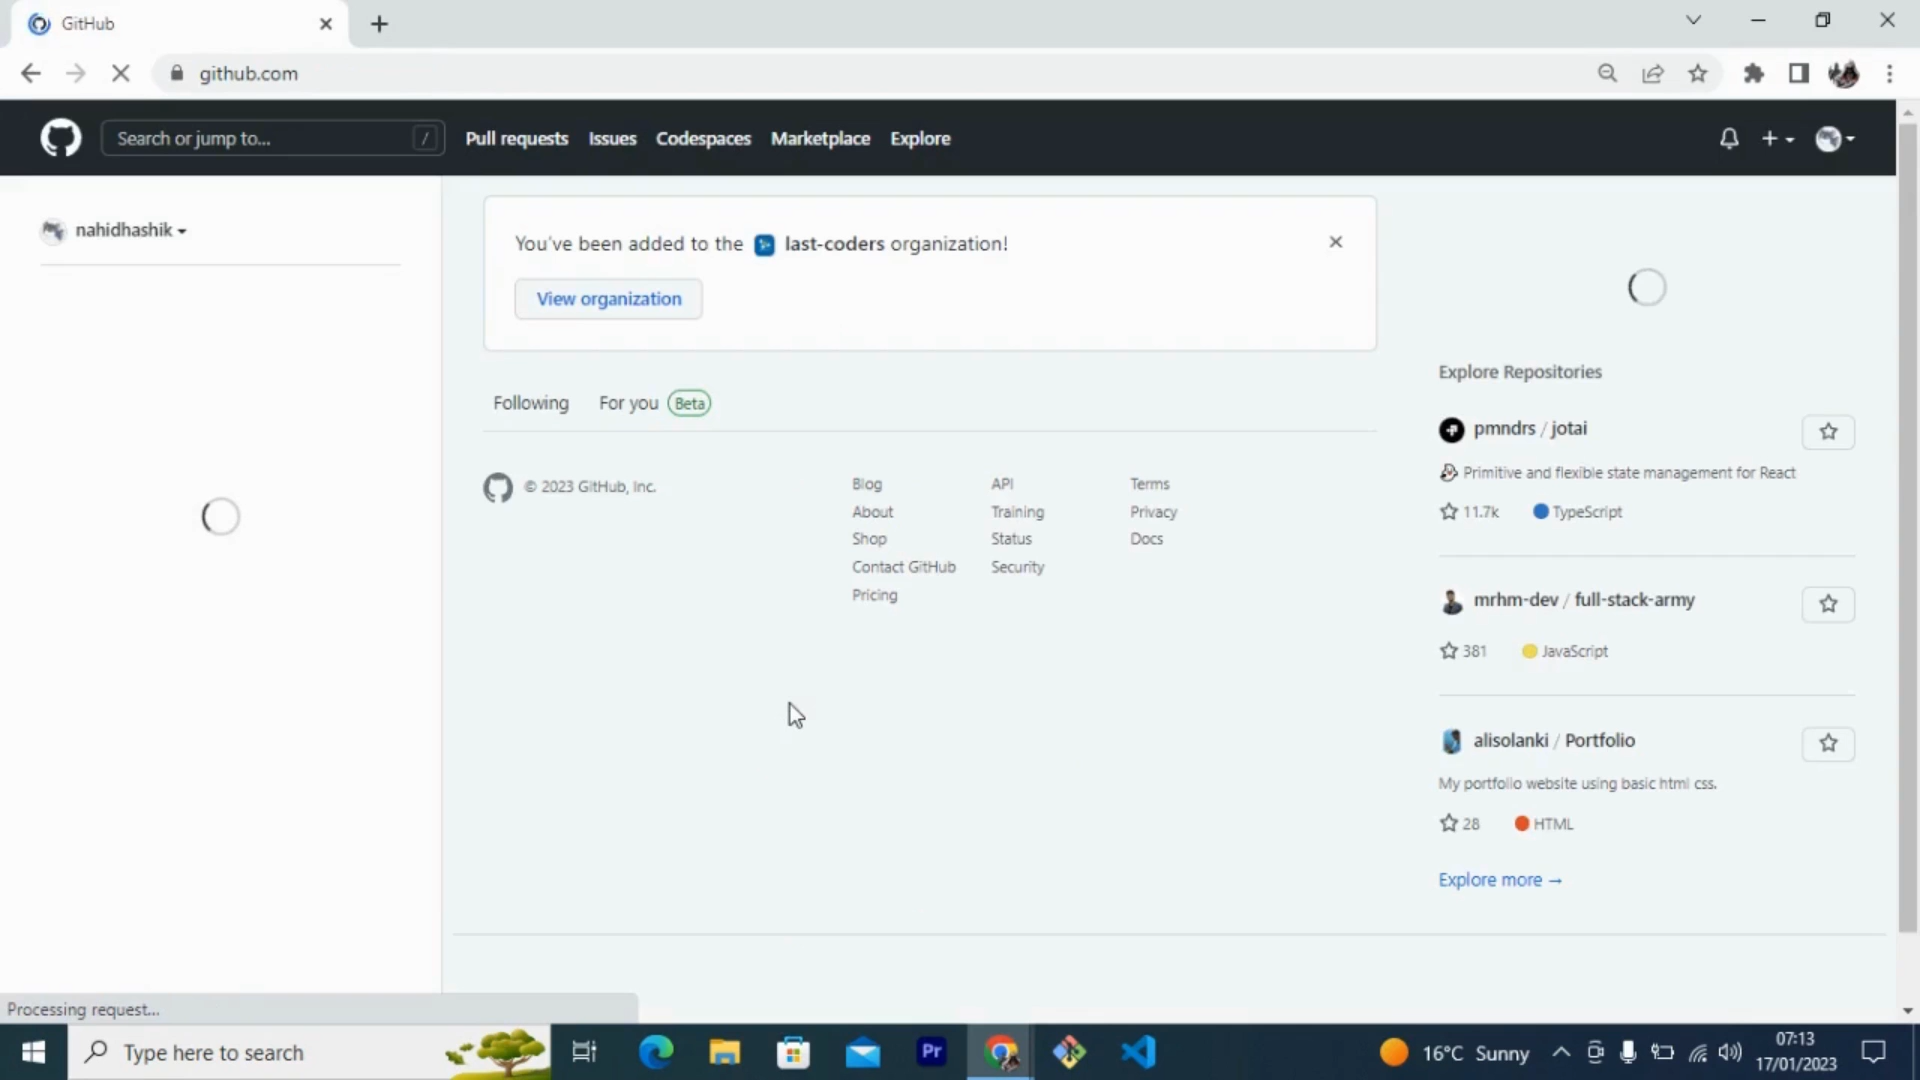 GitHub
github.com
Search or jump to... /
Pull requests Issues Codespaces Marketplace Explore
nahidhashik
You've been added to the last-coders organization!
View organization
Following For you Beta
© 2023 GitHub, Inc.
Blog API Terms
About Training Privacy
Shop Status Docs
Contact GitHub Security
Pricing
Explore Repositories
pmndrs / jotai
Primitive and flexible state management for React
11.7k TypeScript
mrhm-dev / full-stack-army
381 JavaScript
alisolanki / Portfolio
My portfolio website using basic html css.
28 HTML
Explore more →
Processing request...
Type here to search
Pr
16°C Sunny
07:13
17/01/2023